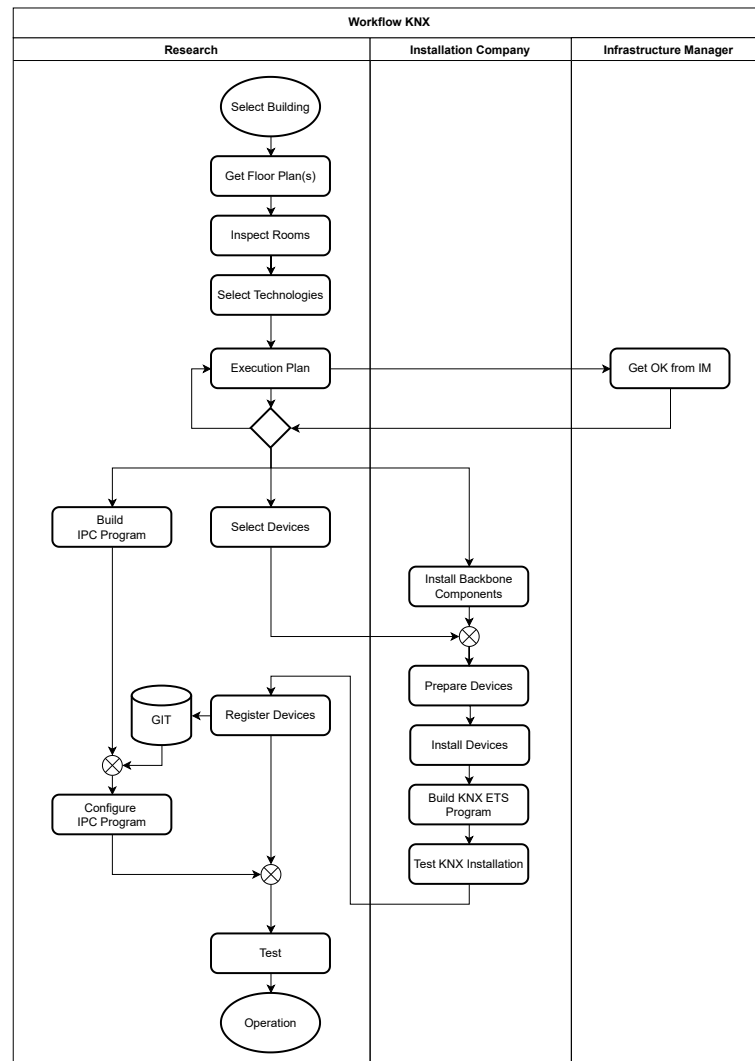 Workflow KNX
Research
Installation Company
Infrastructure Manager
Select Building
Get Floor Plan(s)
Inspect Rooms
Select Technologies
Execution Plan
Get OK from IM
Build
IPC Program
Select Devices
Install Backbone
Components
Prepare Devices
GIT
Register Devices
Install Devices
Build KNX ETS
Program
Configure
IPC Program
Test KNX Installation
Test
Operation